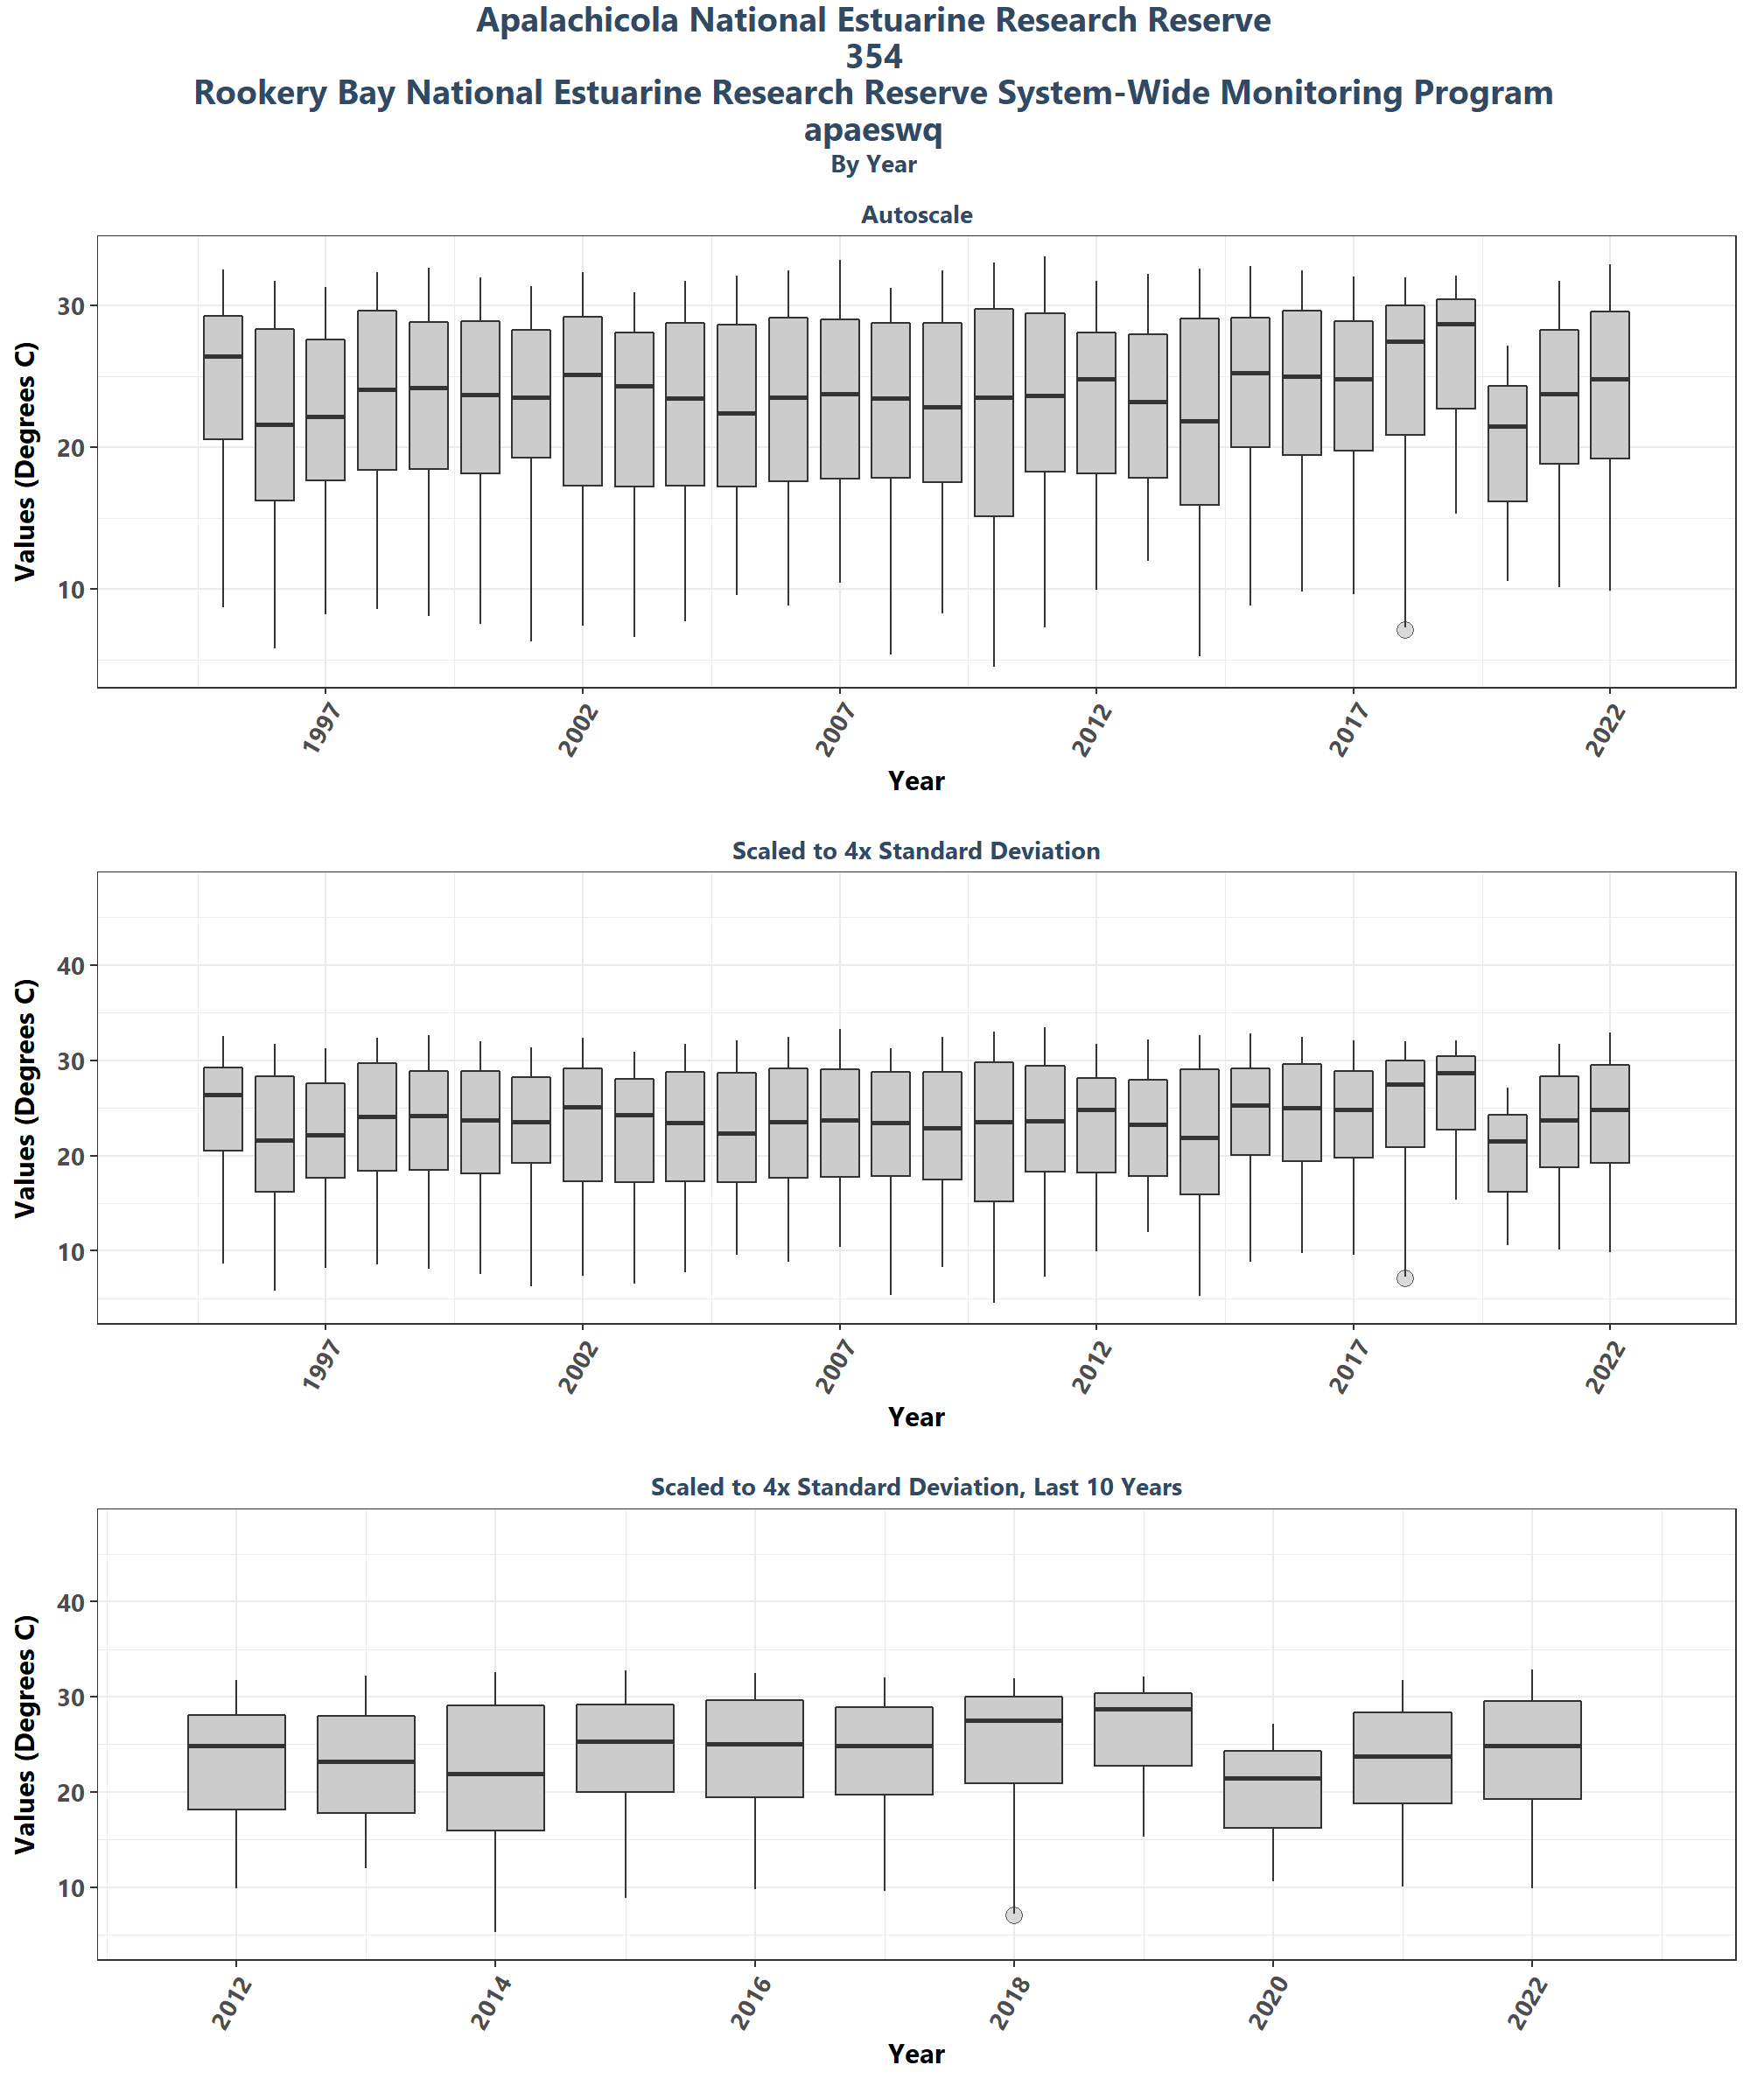 Apalachicola National Estuarine Research Reserve
354
Rookery Bay National Estuarine Research Reserve System-Wide Monitoring Program
apaeswq
By Year
Autoscale
Values (Degrees C)
30
20
10
1997 2002 2007 2012 2017 2022
Year
Scaled to 4x Standard Deviation
Values (Degrees C)
40
30
20
10
1997 2002 2007 2012 2017 2022
Year
Scaled to 4x Standard Deviation, Last 10 Years
Values (Degrees C)
40
30
20
10
2012 2014 2016 2018 2020 2022
Year